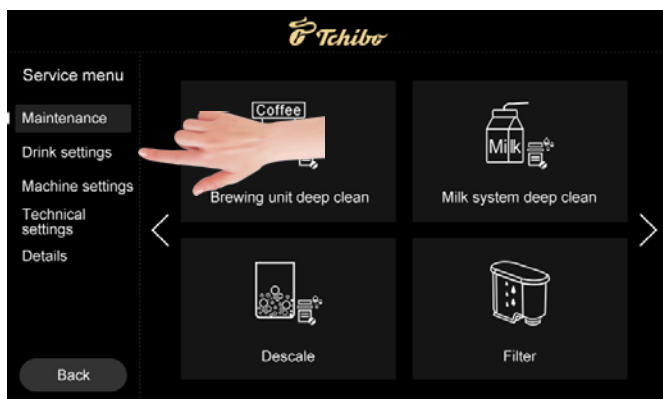 Tchibo
Service menu
Maintenance
Drink settings
Machine settings
Technical
settings
Details
Back
Coffee
Brewing unit deep clean
Milk
Milk system deep clean
Descale
Filter